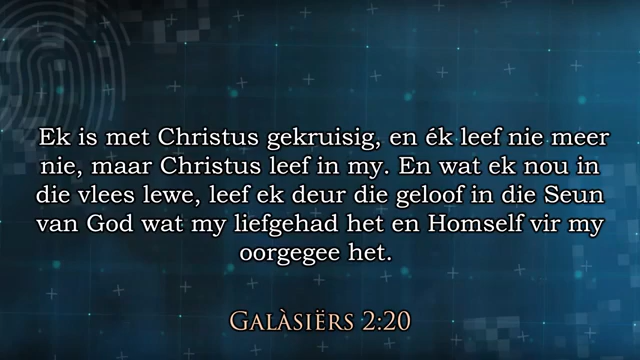 Ek is met Christus gekruisig, en ék leef nie meer
nie, maar Christus leef in my. En wat ek nou in
die vlees lewe, leef ek deur die geloof in die Seun
van God wat my liefgehad het en Homself vir my
oorgegee het.
Galàsiërs 2:20